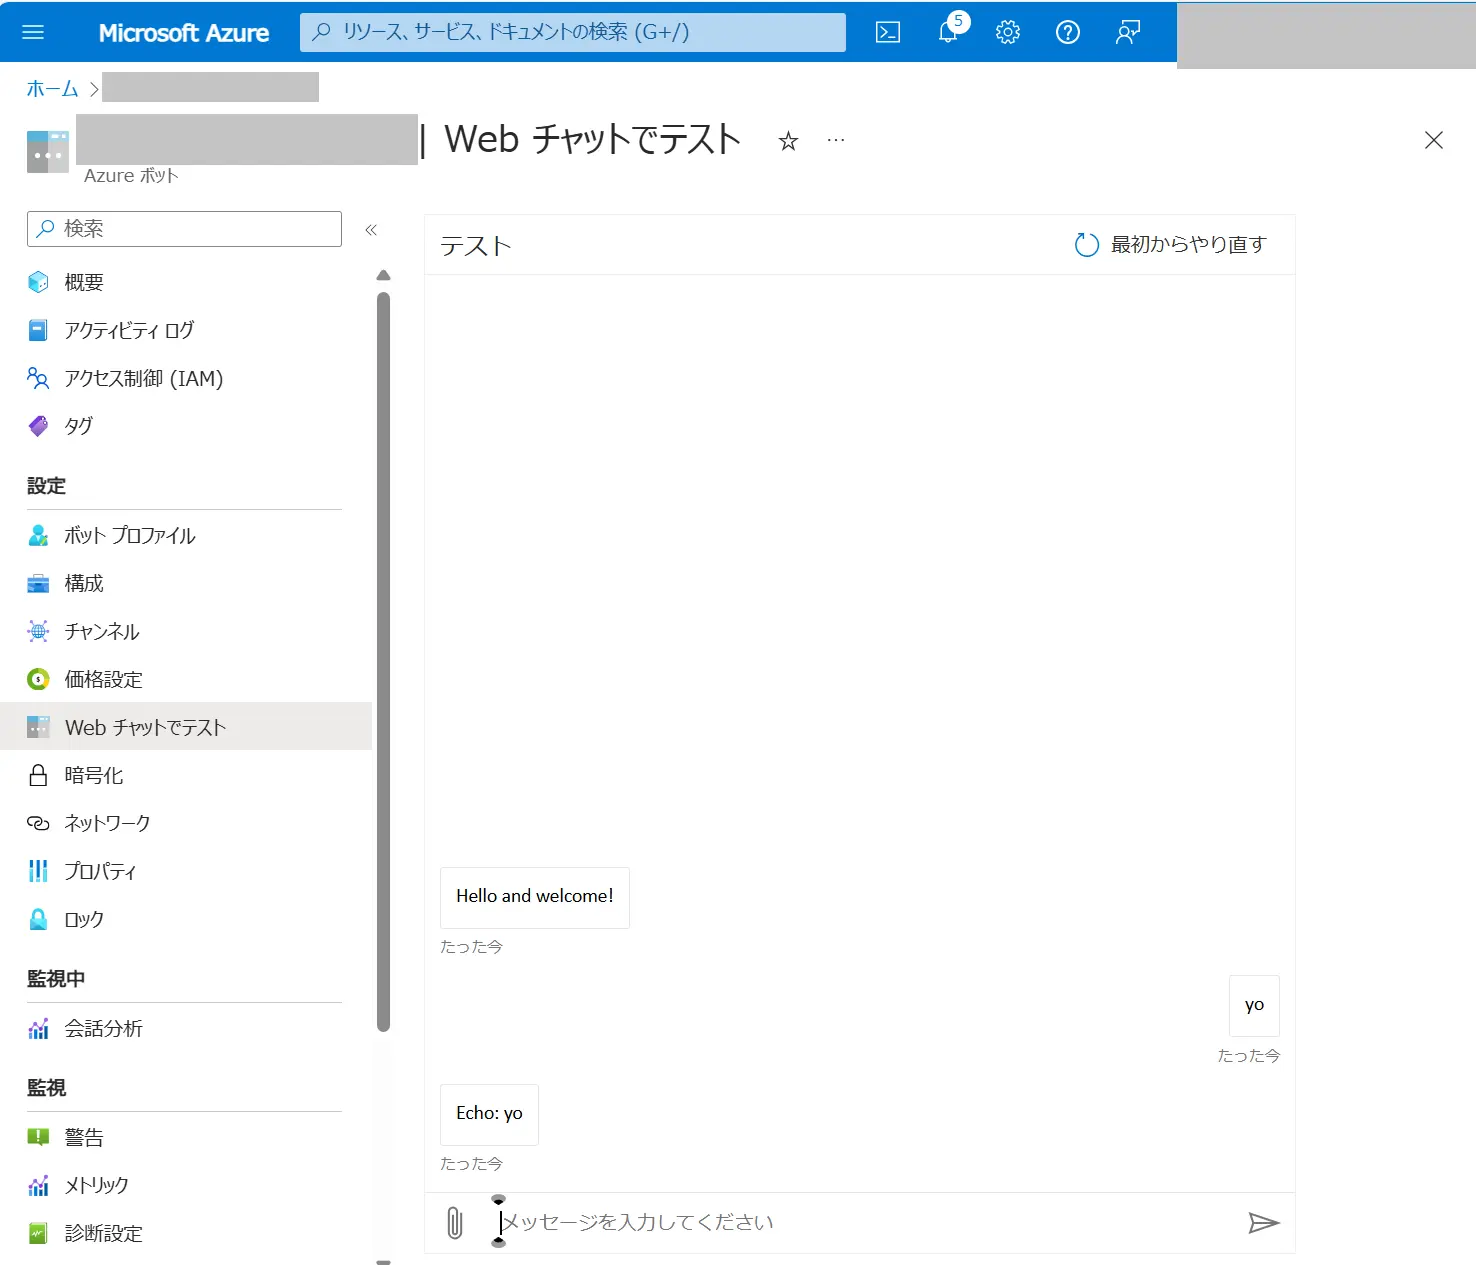 Microsoft Azure
リソース、サービス、ドキュメントの検索 (G+/)
5
ホーム
| Web チャットでテスト
Azure ボット
検索
概要
アクティビティ ログ
アクセス制御 (IAM)
タグ
設定
ボット プロファイル
構成
チャンネル
価格設定
Web チャットでテスト
暗号化
ネットワーク
プロパティ
ロック
監視中
会話分析
監視
警告
メトリック
診断設定
テスト
最初からやり直す
Hello and welcome!
たった今
yo
たった今
Echo: yo
たった今
メッセージを入力してください